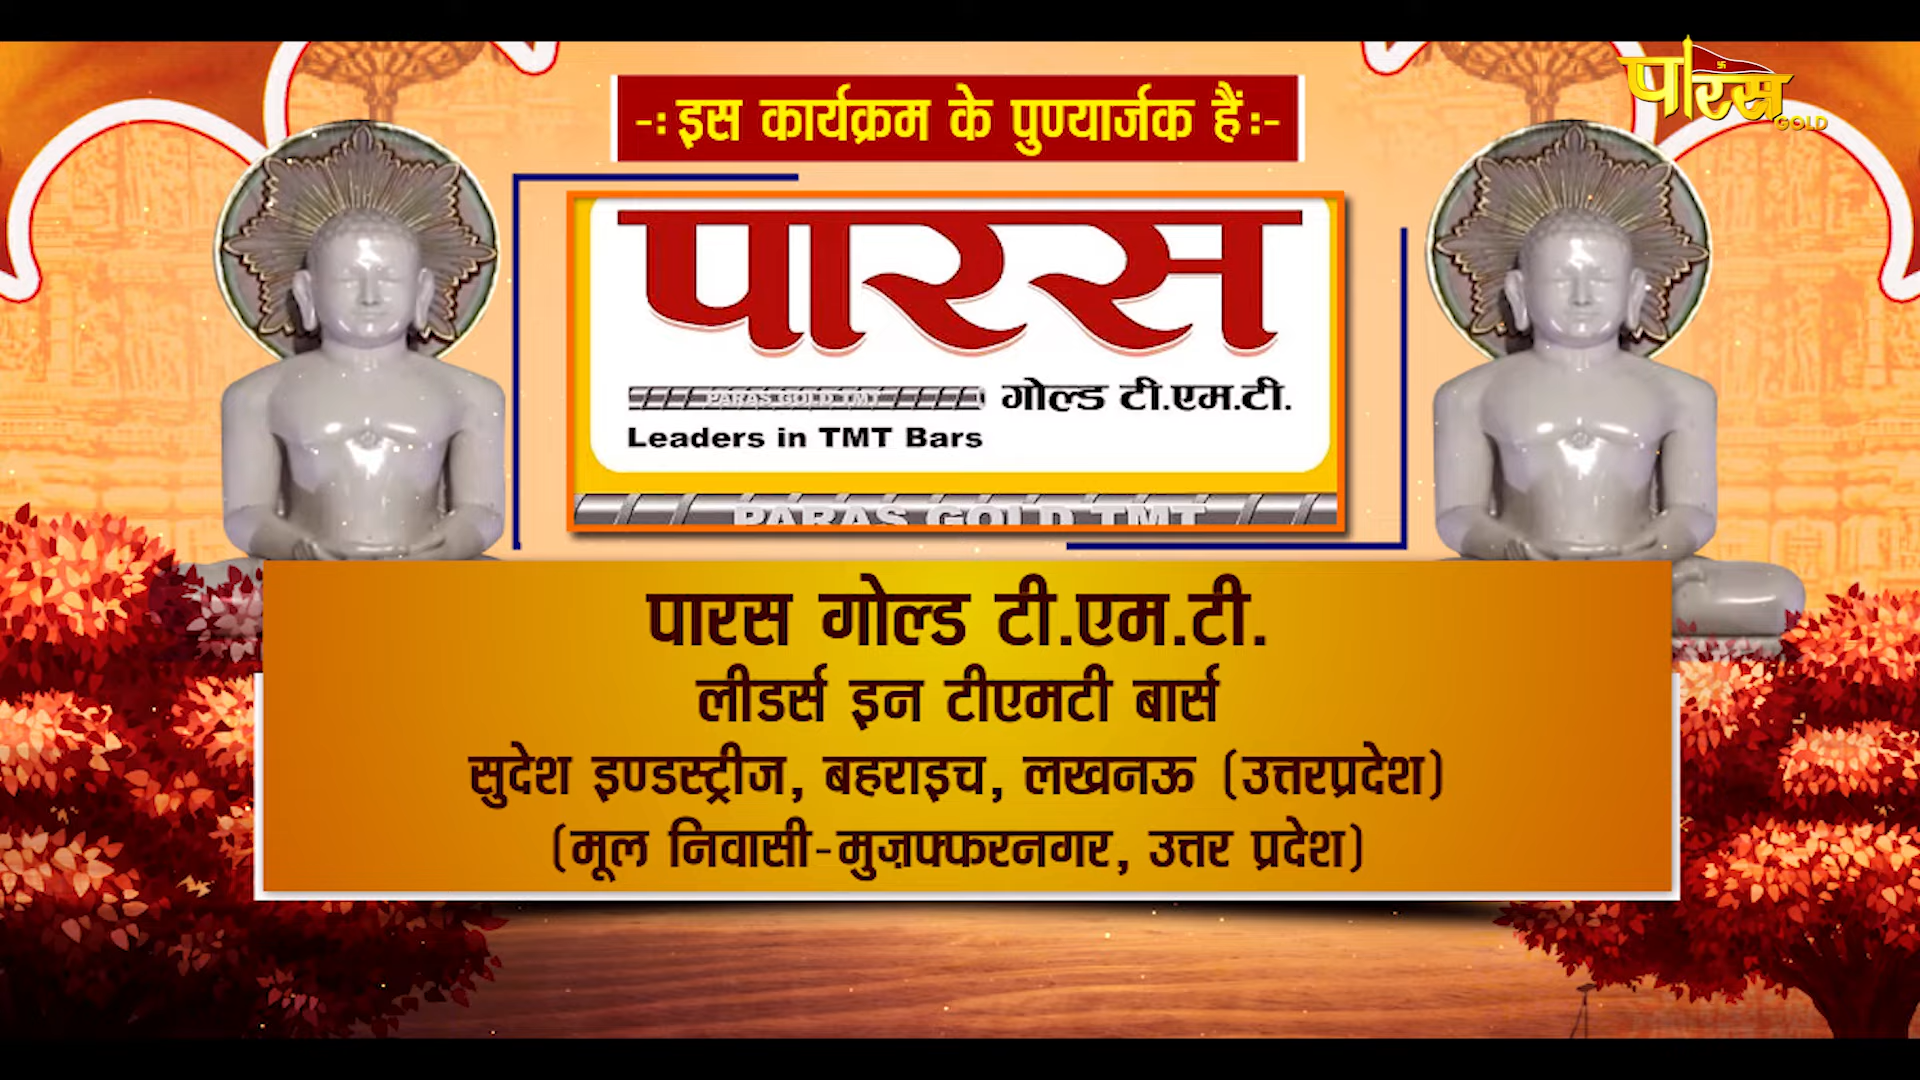 पारस
GOLD
-: इस कार्यक्रम के पुण्यार्जक हैं :-
पारस
PARAS GOLD TMT गोल्ड टी.एम.टी.
Leaders in TMT Bars
PARAS GOLD TMT
पारस गोल्ड टी.एम.टी.
लीडर्स इन टीएमटी बार्स
सुदेश इण्डस्ट्रीज, बहराइच, लखनऊ (उत्तरप्रदेश)
(मूल निवासी-मुज़फ्फरनगर, उत्तर प्रदेश)